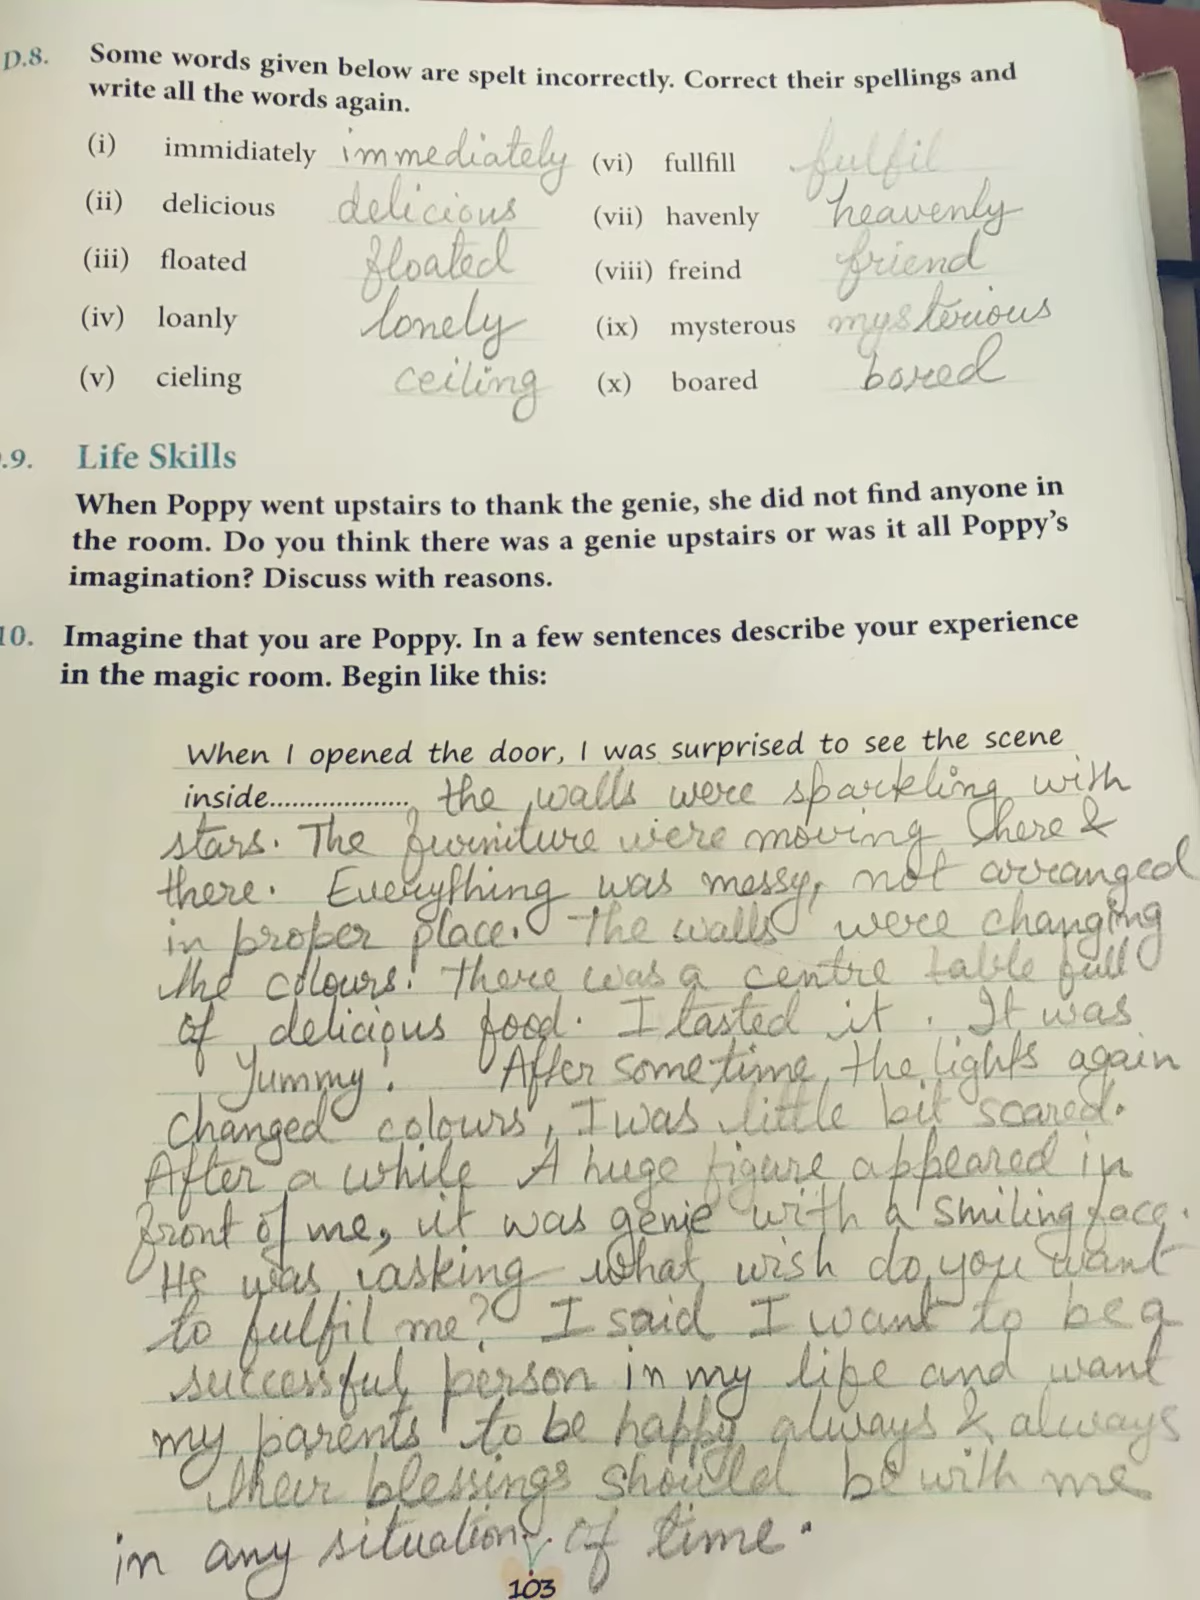 D.8. Some words given below are spelt incorrectly. Correct their spellings and
write all the words again.
(i) immidiately immediately (vi) fullfill fulfil
(ii) delicious delicious (vii) havenly heavenly
(iii) floated floated (viii) freind friend
(iv) loanly lonely (ix) mysterous mysterious
(v) cieling ceiling (x) boared bored
.9. Life Skills
When Poppy went upstairs to thank the genie, she did not find anyone in
the room. Do you think there was a genie upstairs or was it all Poppy's
imagination? Discuss with reasons.
10. Imagine that you are Poppy. In a few sentences describe your experience
in the magic room. Begin like this:
When I opened the door, I was surprised to see the scene
inside.................... the walls were sparkling with
stars. The furniture were moving here &
there. Everything was messy, not arranged
in proper place. The walls were changing
the colours! There was a centre table full
of delicious food. I tasted it. It was
Yummy! After sometime, the lights again
changed colours, I was little bit scared.
After a while A huge figure appeared in
front of me, it was genie with a smiling face.
He was asking what wish do you want
to fulfil me? I said I want to be a
successful person in my life and want
my parents to be happy always & always
their blessings should be with me
in any situation of time.
103